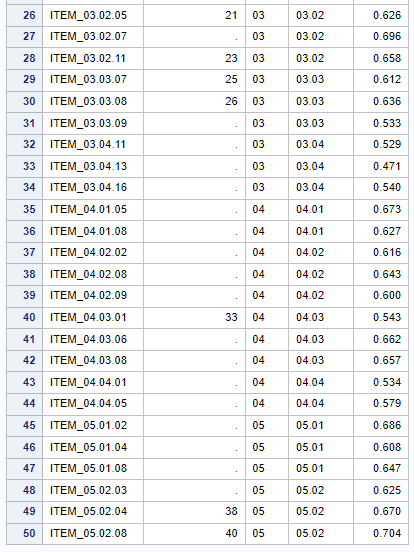 26 ITEM_03.02.05 21 03 03.02 0.626
27 ITEM_03.02.07 . 03 03.02 0.696
28 ITEM_03.02.11 23 03 03.02 0.658
29 ITEM_03.03.07 25 03 03.03 0.612
30 ITEM_03.03.08 26 03 03.03 0.636
31 ITEM_03.03.09 . 03 03.03 0.533
32 ITEM_03.04.11 . 03 03.04 0.529
33 ITEM_03.04.13 . 03 03.04 0.471
34 ITEM_03.04.16 . 03 03.04 0.540
35 ITEM_04.01.05 . 04 04.01 0.673
36 ITEM_04.01.08 . 04 04.01 0.627
37 ITEM_04.02.02 . 04 04.02 0.616
38 ITEM_04.02.08 . 04 04.02 0.643
39 ITEM_04.02.09 . 04 04.02 0.600
40 ITEM_04.03.01 33 04 04.03 0.543
41 ITEM_04.03.06 . 04 04.03 0.662
42 ITEM_04.03.08 . 04 04.03 0.657
43 ITEM_04.04.01 . 04 04.04 0.534
44 ITEM_04.04.05 . 04 04.04 0.579
45 ITEM_05.01.02 . 05 05.01 0.686
46 ITEM_05.01.04 . 05 05.01 0.608
47 ITEM_05.01.08 . 05 05.01 0.647
48 ITEM_05.02.03 . 05 05.02 0.625
49 ITEM_05.02.04 38 05 05.02 0.670
50 ITEM_05.02.08 40 05 05.02 0.704